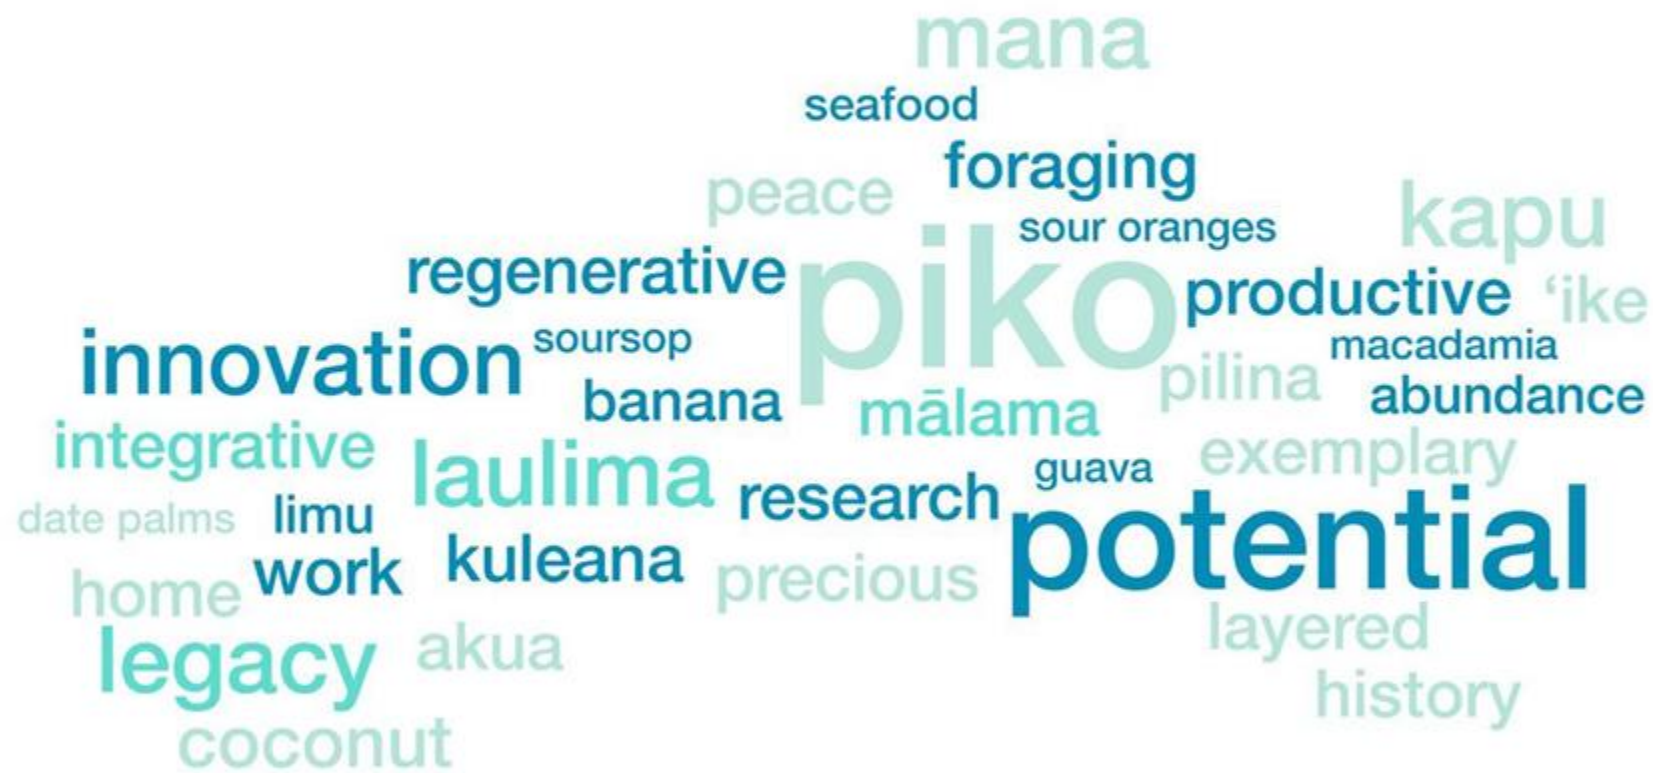 mana
seafood
foraging
peace
kapu
sour oranges
regenerative
piko
productive
‘ike
innovation
soursop
macadamia
pilina
banana
mālama
abundance
integrative
laulima
exemplary
guava
research
date palms
limu
potential
work
kuleana
precious
home
layered
legacy
akua
history
coconut